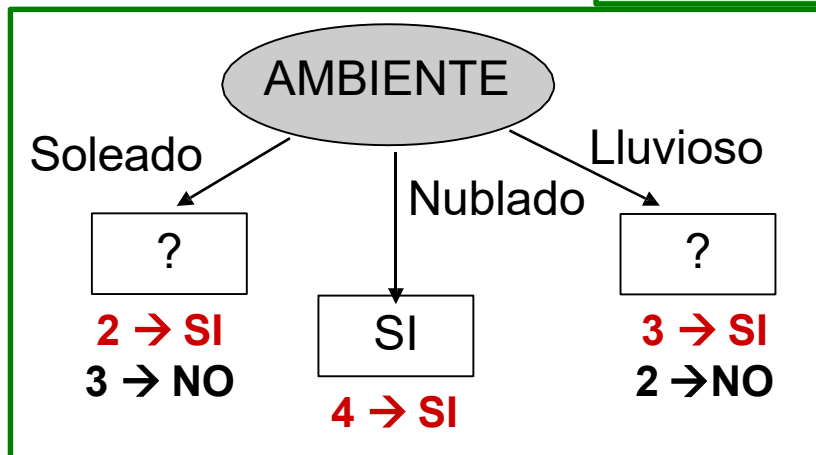 AMBIENTE
Soleado
Nublado
Lluvioso
?
2 → SI
3 → NO
SI
4 → SI
?
3 → SI
2 → NO